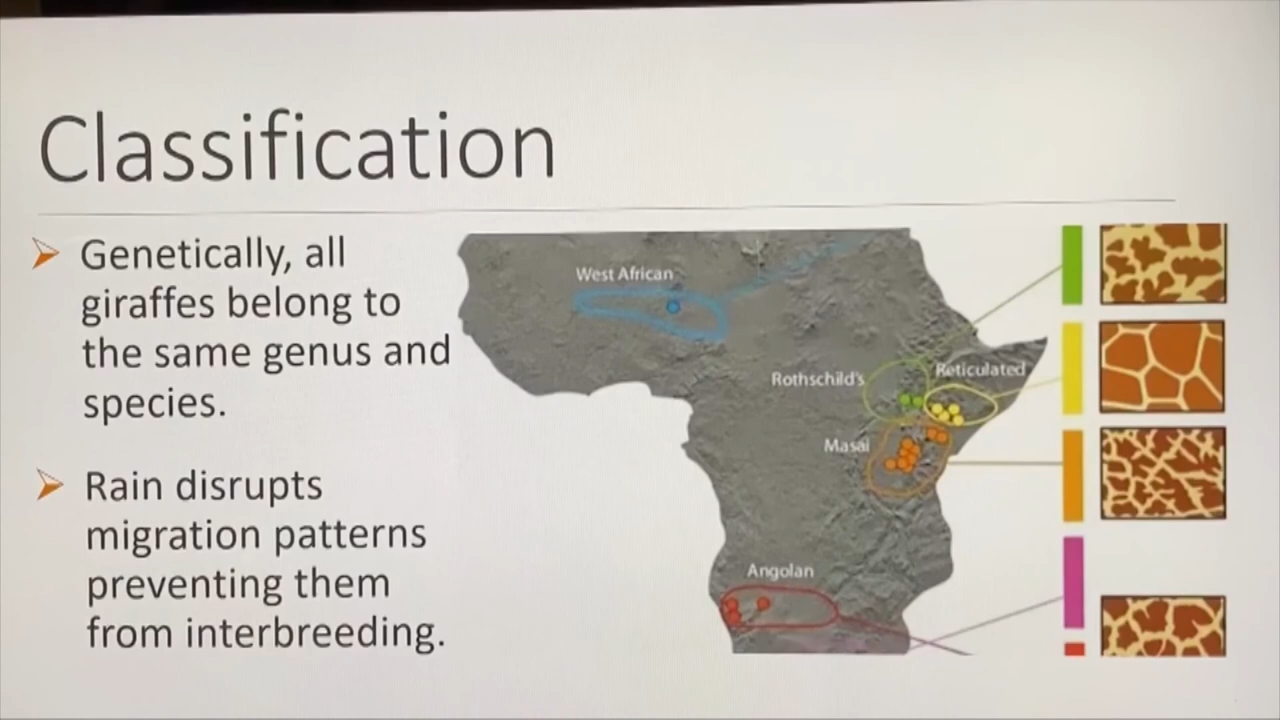 Classification
Genetically, all
giraffes belong to
the same genus and
species.
Rain disrupts
migration patterns
preventing them
from interbreeding.
West African
Rothschild's
Reticulated
Masai
Angolan